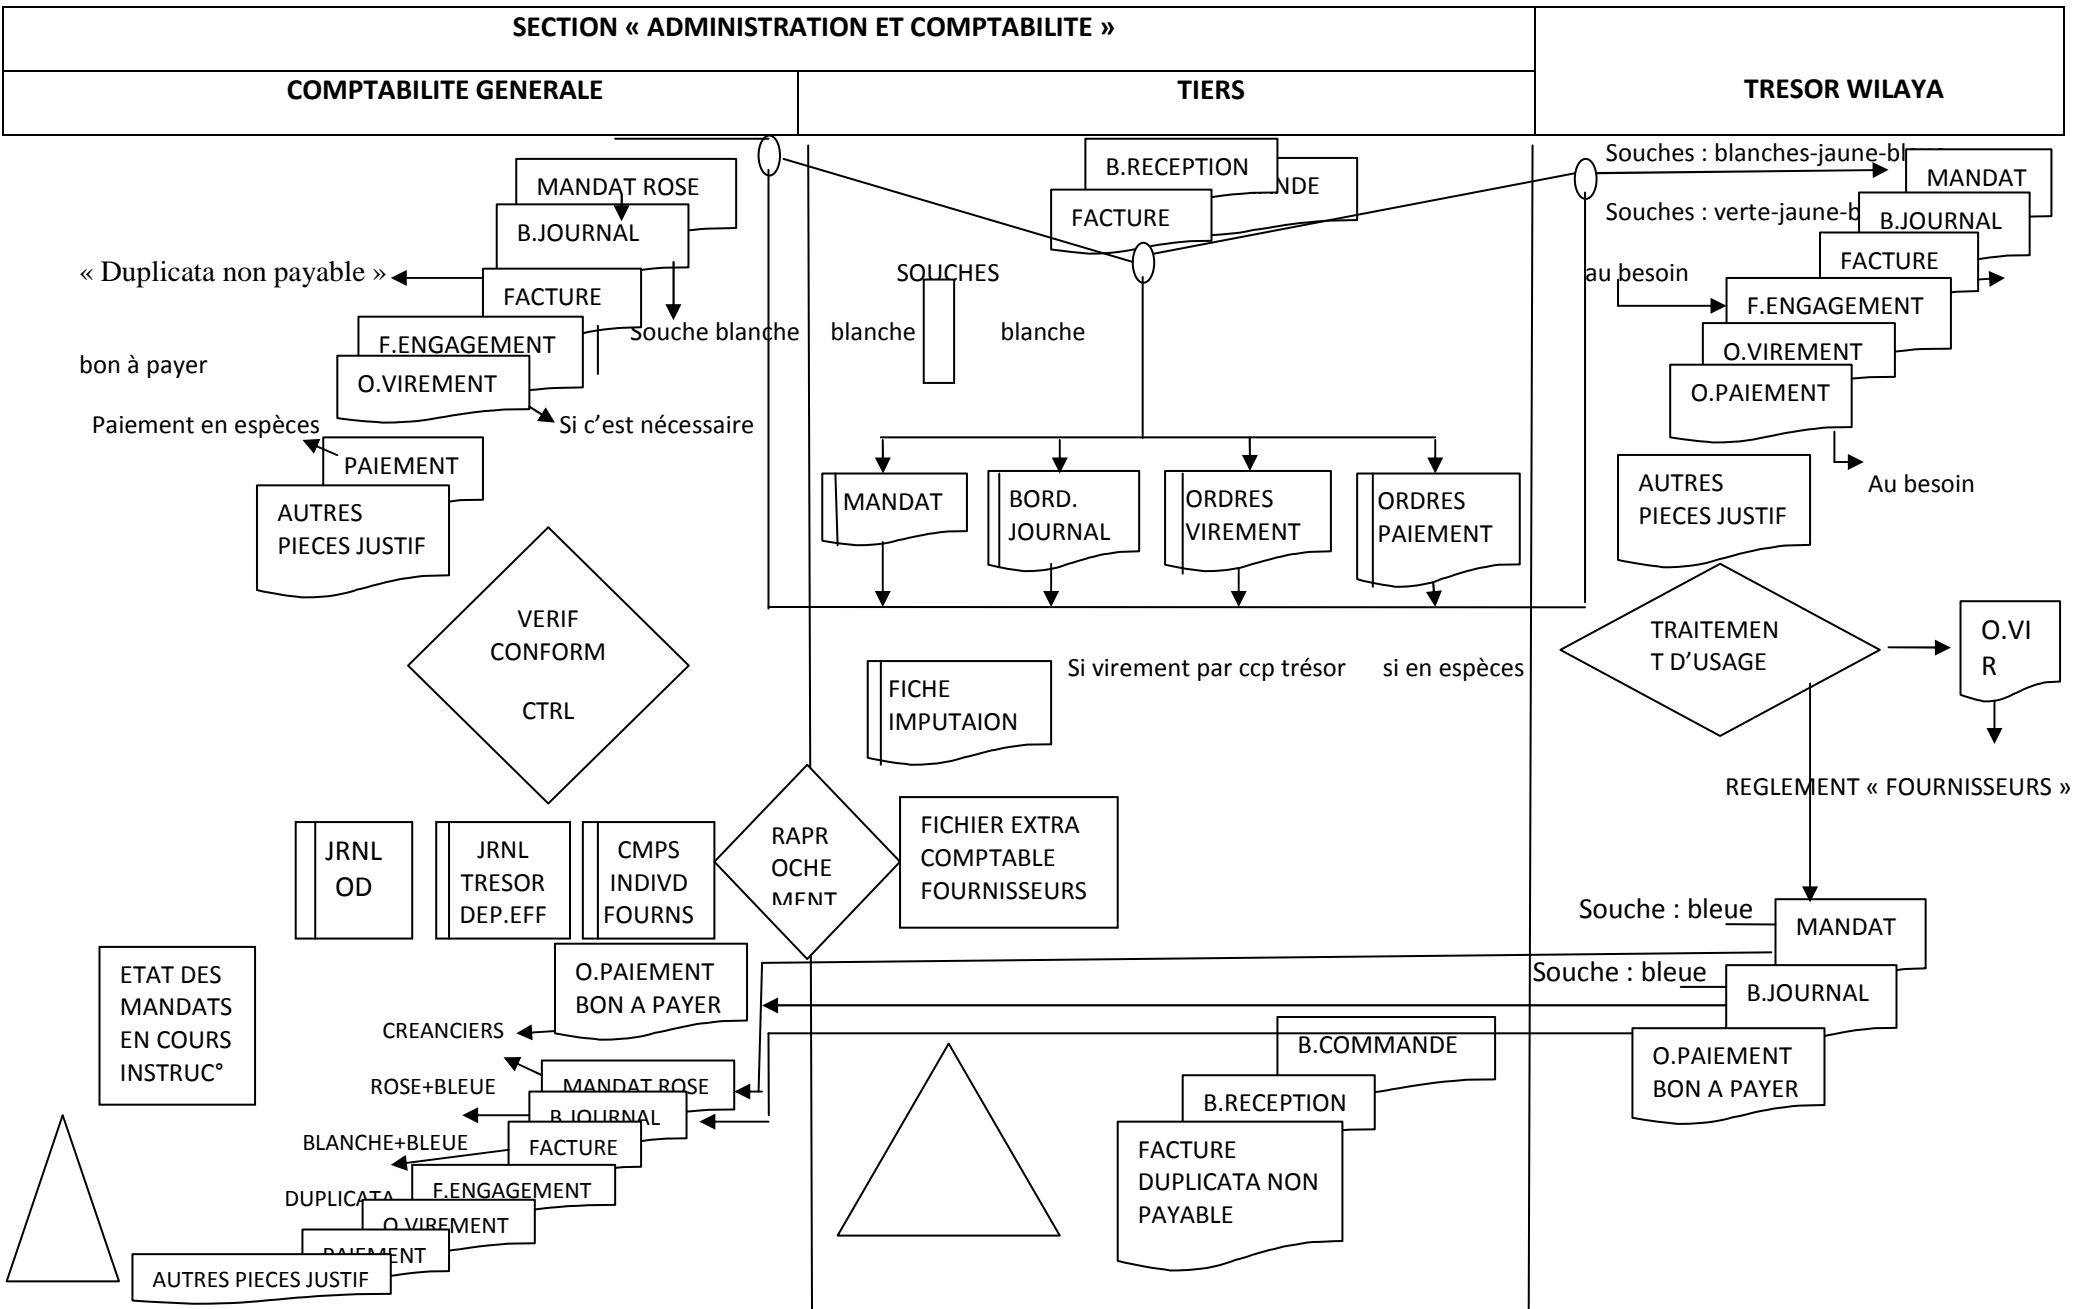 SECTION « ADMINISTRATION ET COMPTABILITE »
COMPTABILITE GENERALE
TIERS
TRESOR WILAYA
MANDAT ROSE
B.JOURNAL
« Duplicata non payable »
FACTURE
Souche blanche
F.ENGAGEMENT
bon à payer
O.VIREMENT
Paiement en espèces
Si c’est nécessaire
PAIEMENT
AUTRES
PIECES JUSTIF
VERIF
CONFORM
CTRL
JRNL
OD
JRNL
TRESOR
DEP.EFF
CMPS
INDIVD
FOURNS
RAPR
OCHE
MENT
ETAT DES
MANDATS
EN COURS
INSTRUC°
O.PAIEMENT
BON A PAYER
CREANCIERS
ROSE+BLEUE
MANDAT ROSE
B.JOURNAL
BLANCHE+BLEUE
FACTURE
DUPLICATA
F.ENGAGEMENT
O.VIREMENT
PAIEMENT
AUTRES PIECES JUSTIF
B.RECEPTION
NDE
FACTURE
SOUCHES
blanche
blanche
MANDAT
BORD.
JOURNAL
ORDRES
VIREMENT
ORDRES
PAIEMENT
Si virement par ccp trésor
si en espèces
FICHE
IMPUTAION
FICHIER EXTRA
COMPTABLE
FOURNISSEURS
B.COMMANDE
B.RECEPTION
FACTURE
DUPLICATA NON
PAYABLE
Souches : blanches-jaune-bleue
MANDAT
Souches : verte-jaune-b
B.JOURNAL
FACTURE
au besoin
F.ENGAGEMENT
O.VIREMENT
O.PAIEMENT
Au besoin
AUTRES
PIECES JUSTIF
TRAITEMEN
T D’USAGE
O.VI
R
REGLEMENT « FOURNISSEURS »
Souche : bleue
MANDAT
Souche : bleue
B.JOURNAL
O.PAIEMENT
BON A PAYER